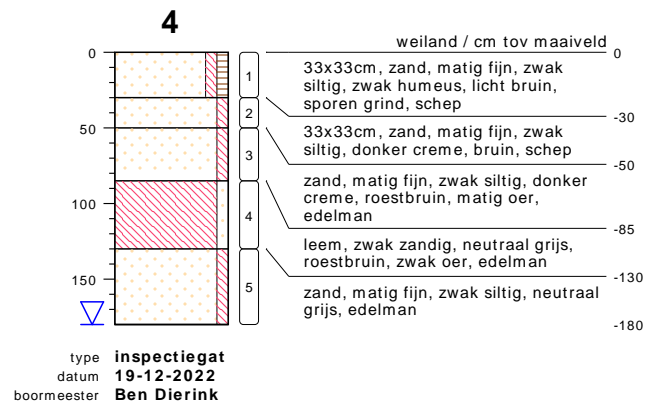 4
weiland / cm tov maaiveld
0
0
33x33cm, zand, matig fijn, zwak
siltig, zwak humeus, licht bruin,
sporen grind, schep
1
-30
2
33x33cm, zand, matig fijn, zwak
siltig, donker creme, bruin, schep
50
-50
3
zand, matig fijn, zwak siltig, donker
creme, roestbruin, matig oer,
edelman
-85
100
4
leem, zwak zandig, neutraal grijs,
roestbruin, zwak oer, edelman
-130
150
5
zand, matig fijn, zwak siltig, neutraal
grijs, edelman
-180
type inspectiegat
datum 19-12-2022
boormeester Ben Dierink